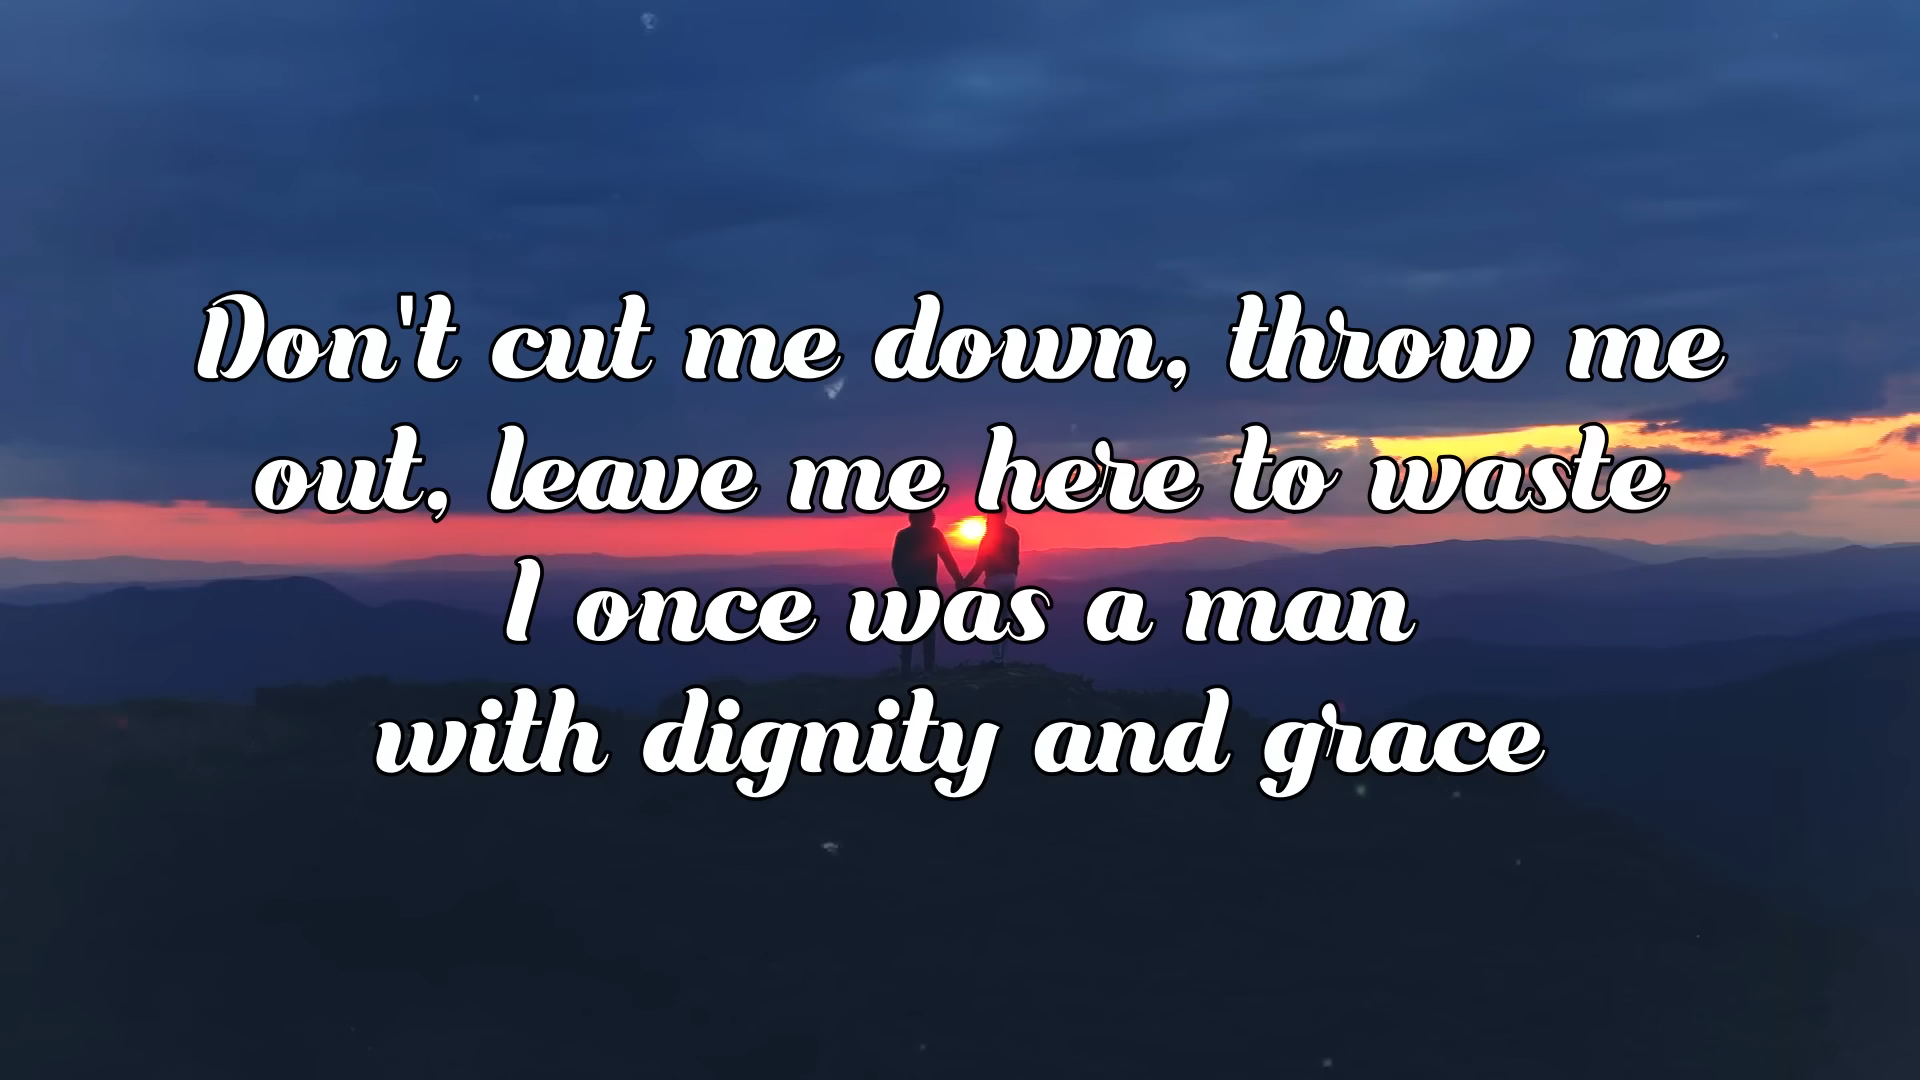 Don't cut me down, throw me
out, leave me here to waste
I once was a man
with dignity and grace